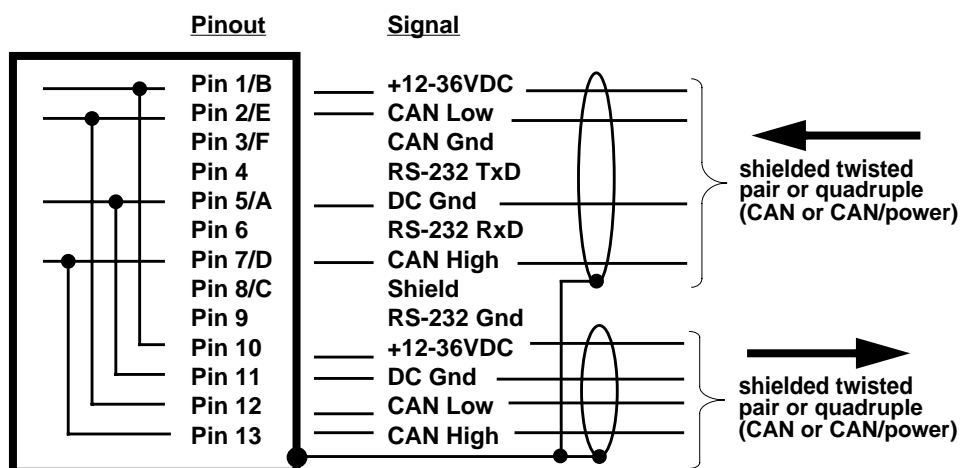 Pinout Signal
Pin 1/B +12-36VDC
Pin 2/E CAN Low
Pin 3/F CAN Gnd
Pin 4 RS-232 TxD
Pin 5/A DC Gnd
Pin 6 RS-232 RxD
Pin 7/D CAN High
Pin 8/C Shield
Pin 9 RS-232 Gnd
Pin 10 +12-36VDC
Pin 11 DC Gnd
Pin 12 CAN Low
Pin 13 CAN High
shielded twisted
pair or quadruple
(CAN or CAN/power)
shielded twisted
pair or quadruple
(CAN or CAN/power)